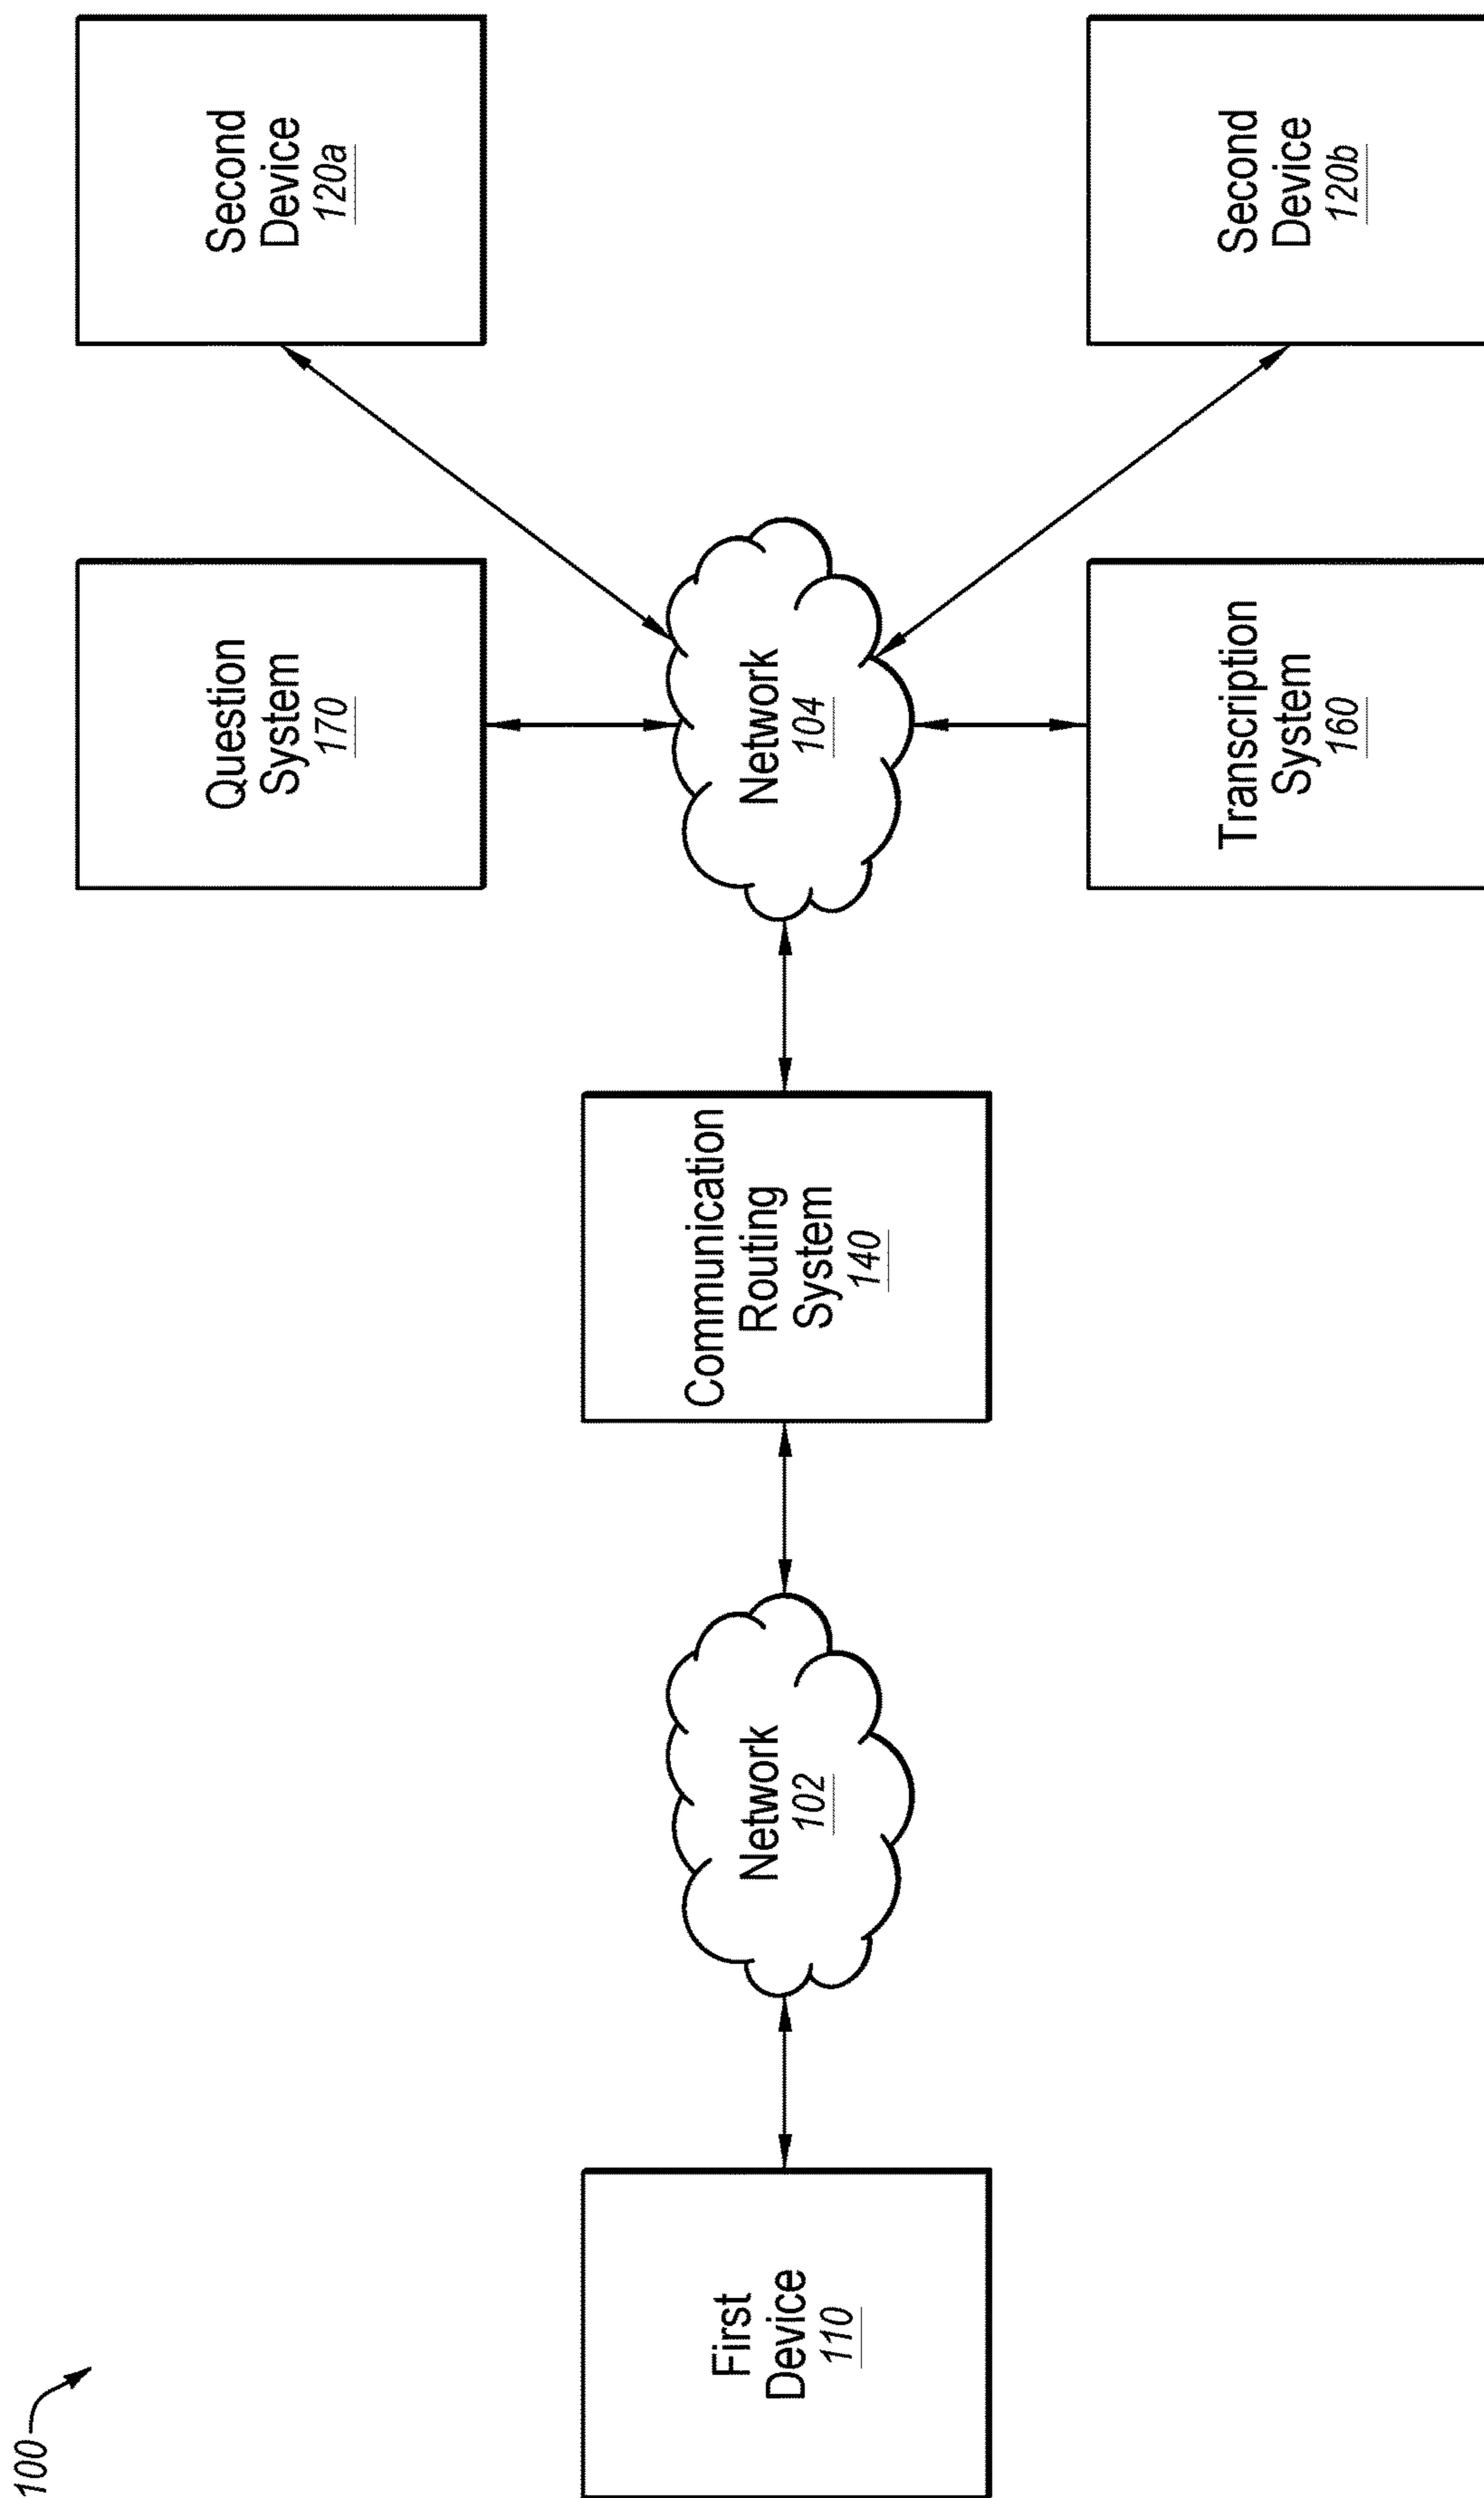 100
Question
System
170
Second
Device
120a
First
Device
110
Network
102
Communication
Routing
System
140
Network
104
Transcription
System
160
Second
Device
120b